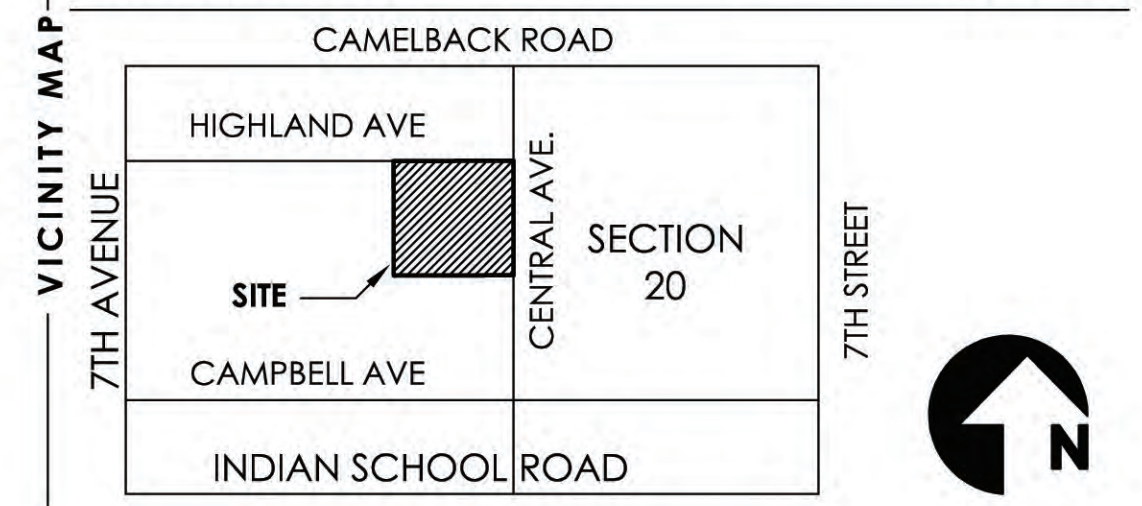 VICINITY MAP
CAMELBACK ROAD
HIGHLAND AVE
7TH AVENUE
CENTRAL AVE.
SECTION
20
7TH STREET
SITE
CAMPBELL AVE
INDIAN SCHOOL ROAD
N